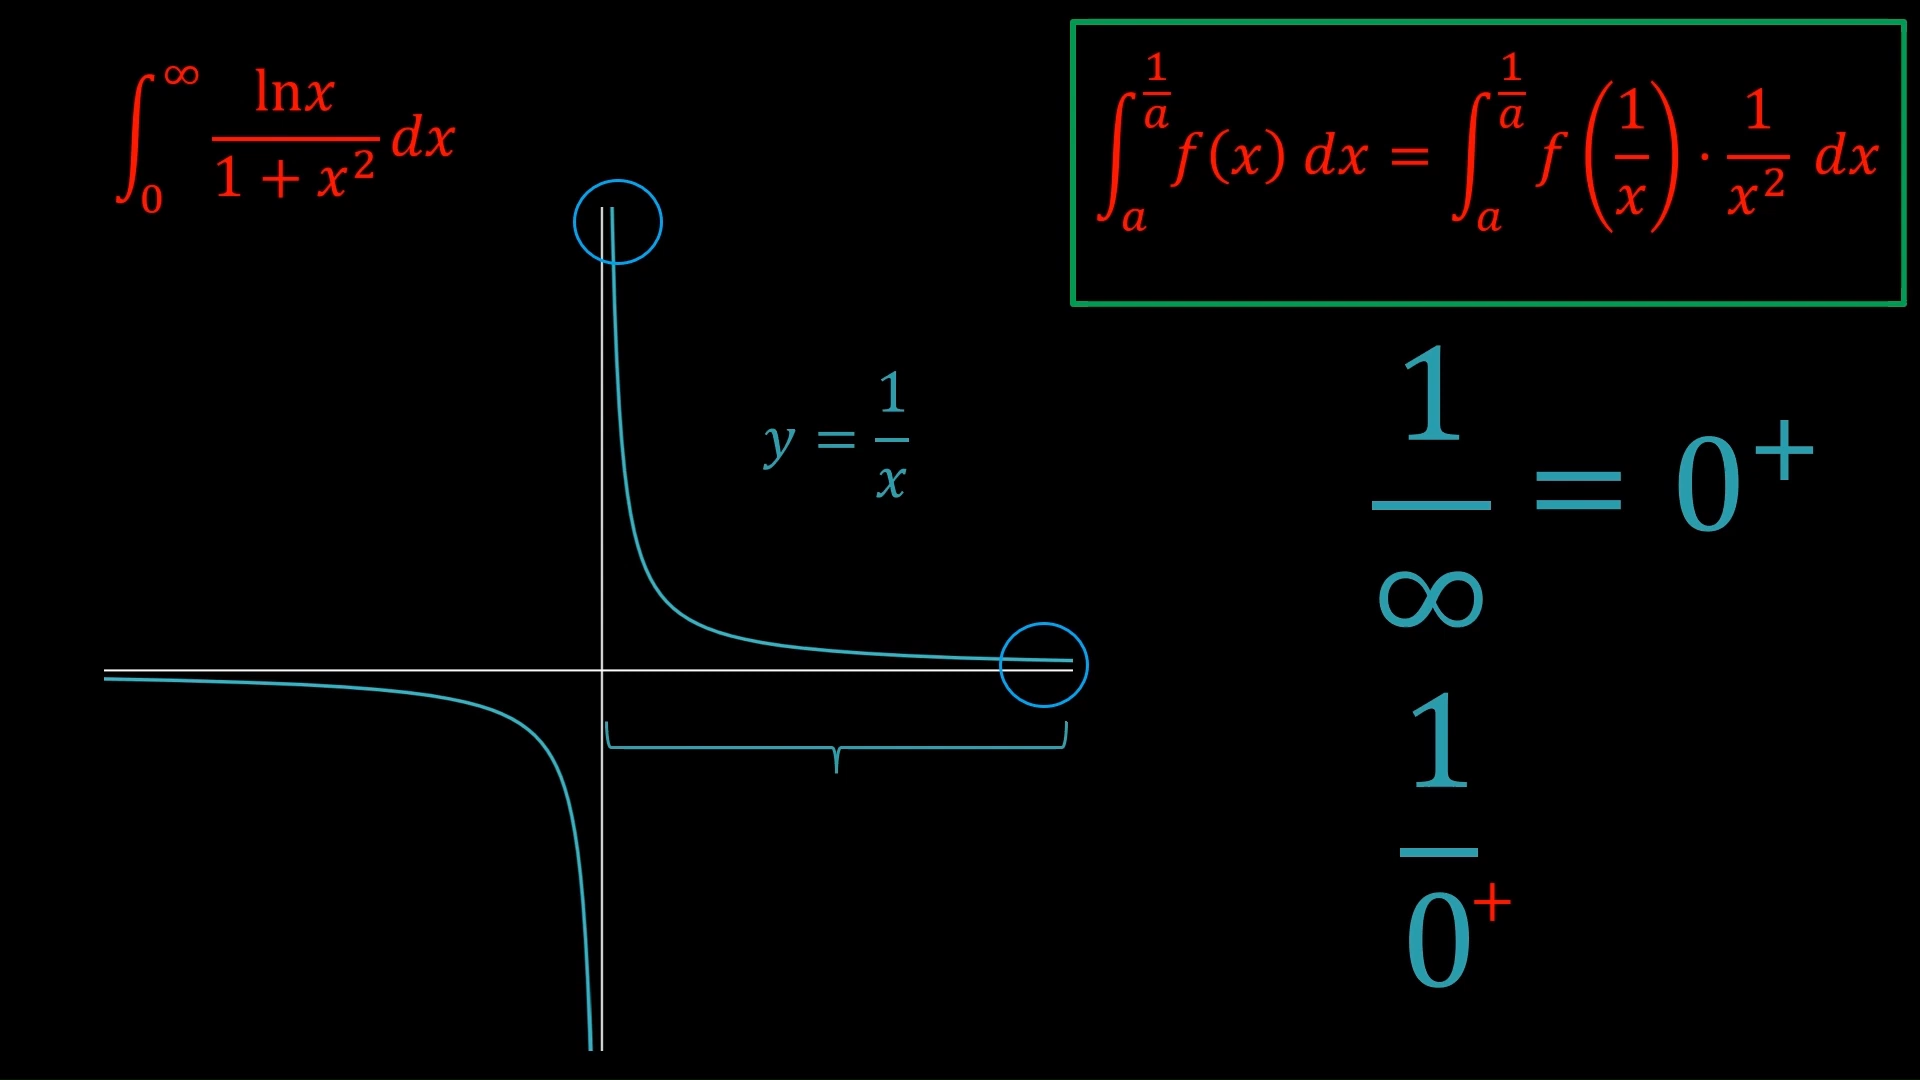 ∫₀^∞ lnx/(1 + x²) dx
∫ₐ^(1/a) f(x) dx = ∫ₐ^(1/a) f(1/x) · 1/x² dx
y = 1/x
1/∞ = 0⁺
1/0⁺